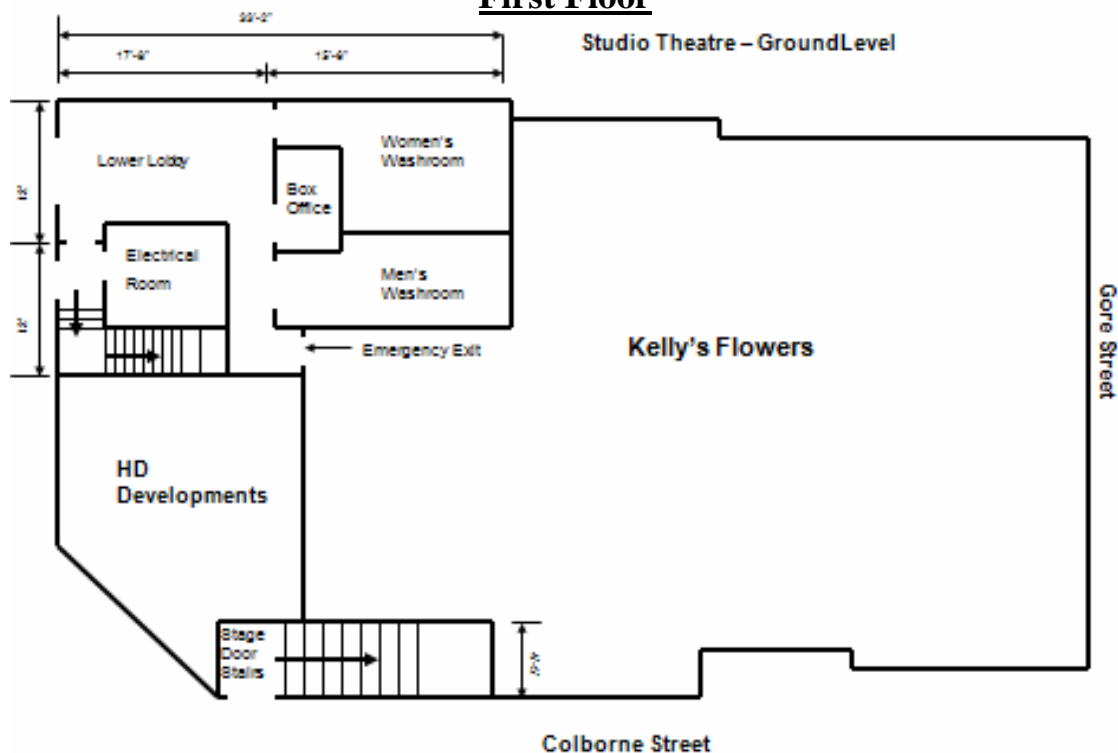 First Floor
Studio Theatre – GroundLevel
Women's
Washroom
Lower Lobby
Box
Office
Electrical
Room
Men's
Washroom
Emergency Exit
Kelly's Flowers
Gore Street
HD
Developments
Stage
Door
Stairs
Colborne Street